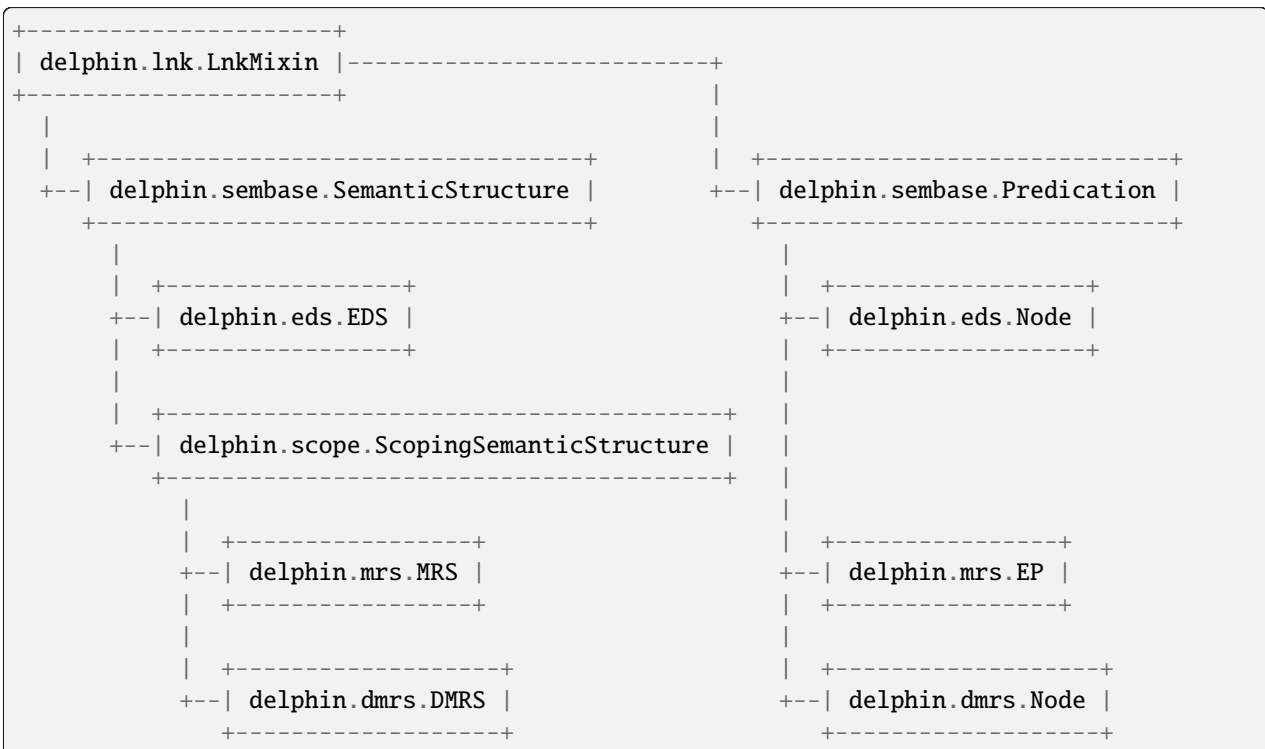 +----------------------+
| delphin.lnk.LnkMixin |--------------------------+
+----------------------+                          |
  |                                               |
  |  +-----------------------------------+        |  +-----------------------------+
  +--| delphin.sembase.SemanticStructure |        +--| delphin.sembase.Predication |
     +-----------------------------------+           +-----------------------------+
       |                                               |
       |  +-----------------+                          |  +------------------+
       +--| delphin.eds.EDS |                          +--| delphin.eds.Node |
       |  +-----------------+                          |  +------------------+
       |                                               |
       |  +----------------------------------------+   |
       +--| delphin.scope.ScopingSemanticStructure |   |
          +----------------------------------------+   |
            |                                          |
            |  +-----------------+                     |  +----------------+
            +--| delphin.mrs.MRS |                     +--| delphin.mrs.EP |
            |  +-----------------+                     |  +----------------+
            |                                          |
            |  +-------------------+                   |  +-------------------+
            +--| delphin.dmrs.DMRS |                   +--| delphin.dmrs.Node |
               +-------------------+                      +-------------------+